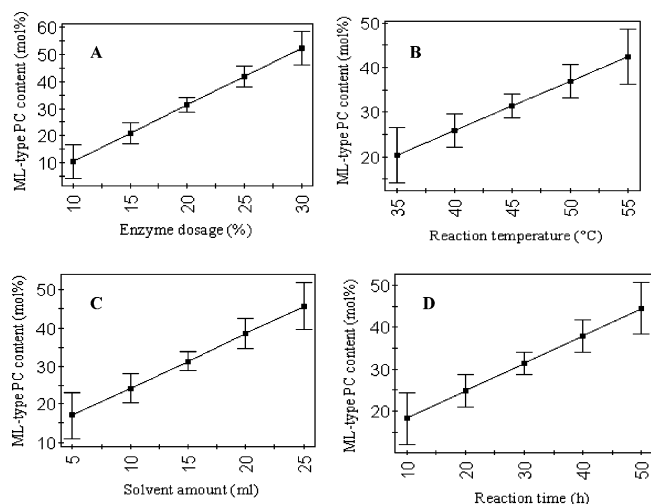 A
ML-type PC content (mol%)
60
50
40
30
20
10
10 15 20 25 30
Enzyme dosage (%)
B
ML-type PC content (mol%)
50
40
30
20
35 40 45 50 55
Reaction temperature (°C)
C
ML-type PC content (mol%)
50
40
30
20
10
5 10 15 20 25
Solvent amount (ml)
D
ML-type PC content (mol%)
50
40
30
20
10 20 30 40 50
Reaction time (h)